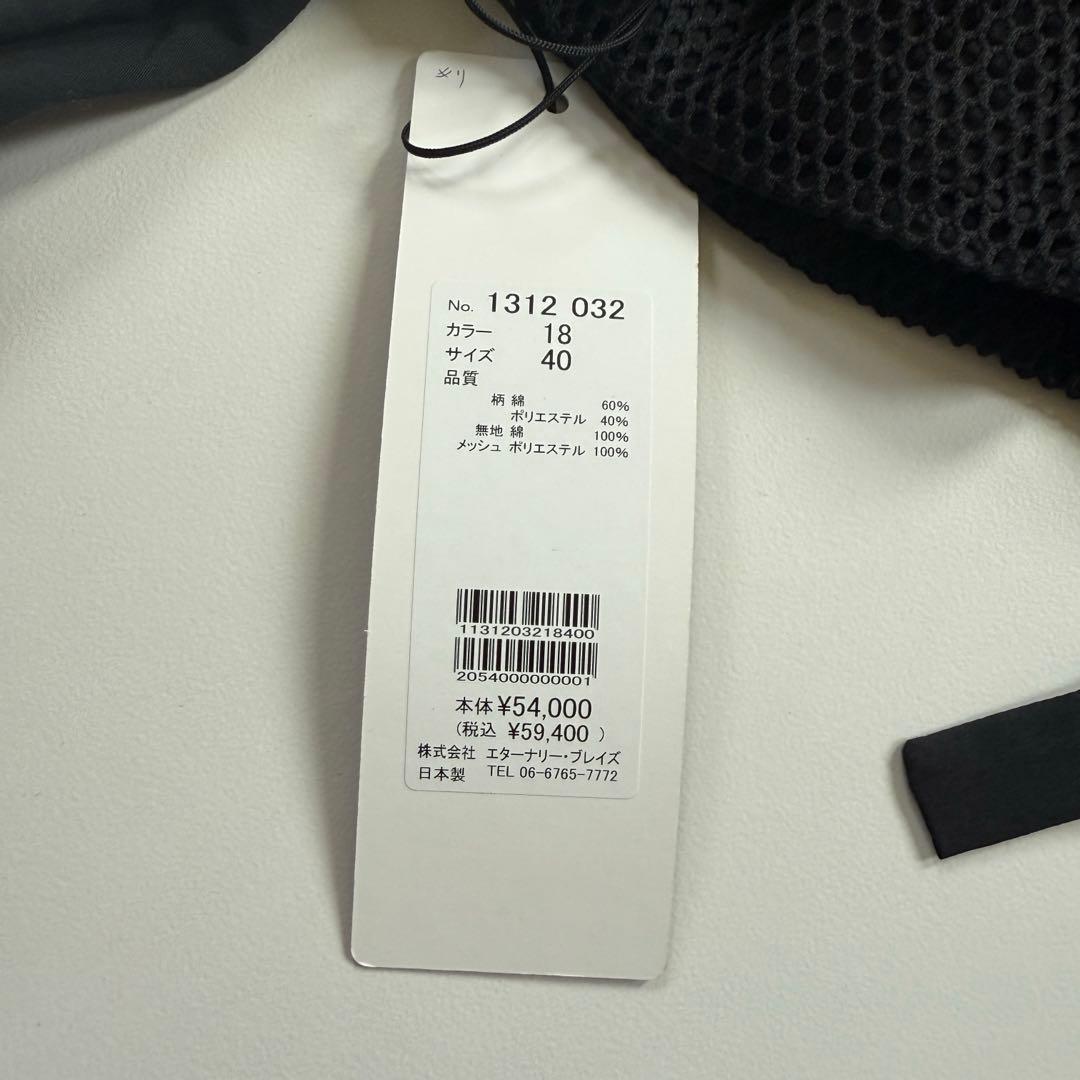 No. 1312 032
カラー 18
サイズ 40
品質
柄 綿 60%
ポリエステル 40%
無地 綿 100%
メッシュ ポリエステル 100%
1131203218400
2054000000001
本体 ¥54,000
(税込 ¥59,400 )
株式会社 エターナリー・ブレイズ
日本製 TEL 06-6765-7772